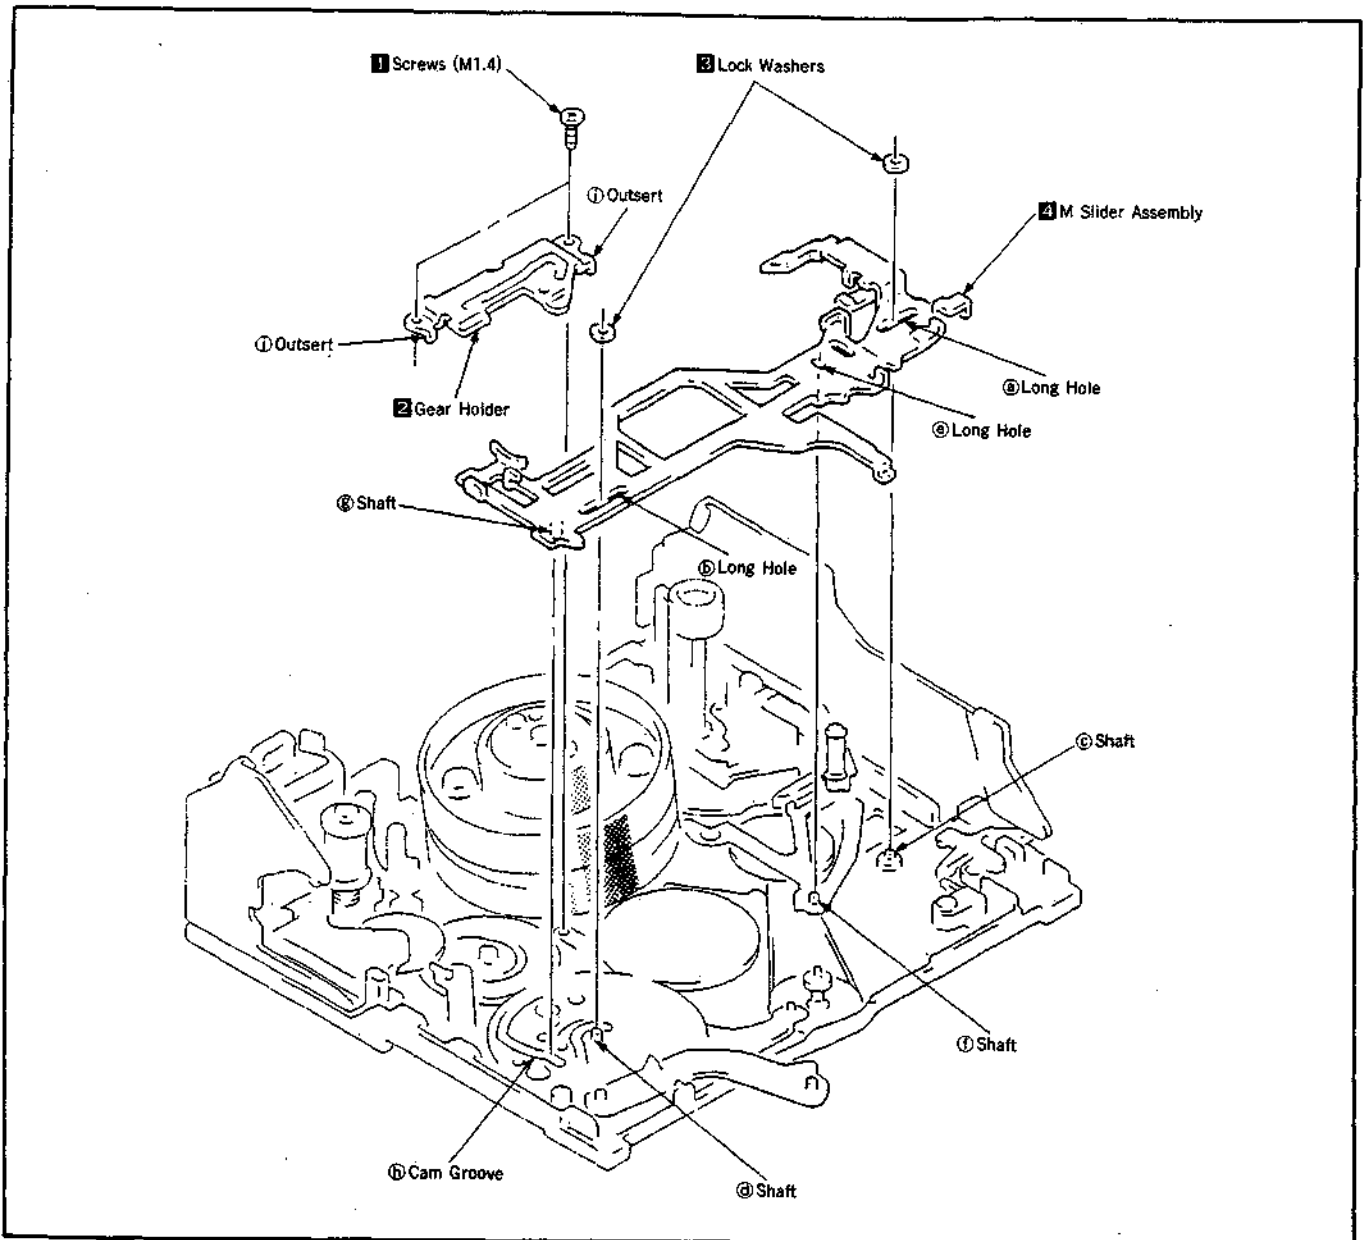 1 Screws (M1.4)
3 Lock Washers
ⓘ Outsert
4 M Slider Assembly
ⓘ Outsert
ⓐ Long Hole
2 Gear Holder
ⓔ Long Hole
ⓖ Shaft
ⓑ Long Hole
ⓒ Shaft
ⓕ Shaft
ⓗ Cam Groove
ⓓ Shaft